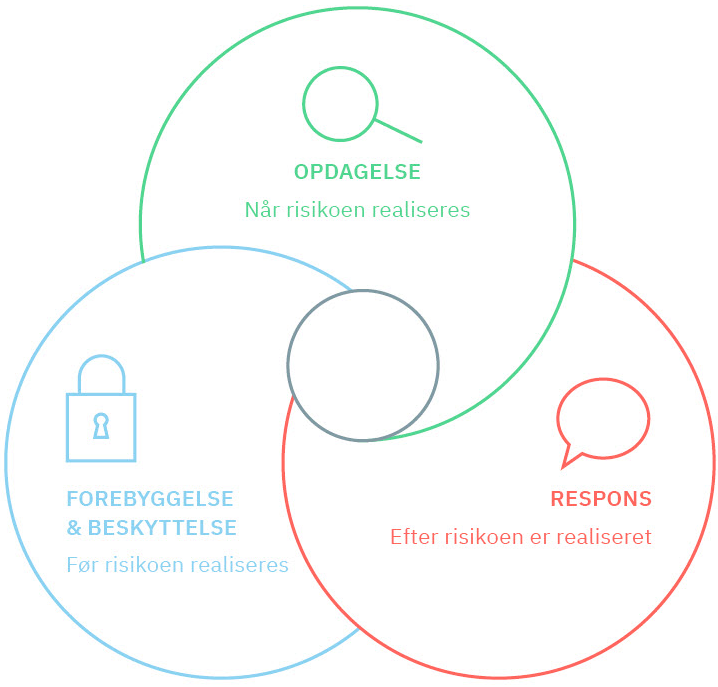 OPDAGELSE
Når risikoen realiseres
FOREBYGGELSE
& BESKYTTELSE
Før risikoen realiseres
RESPONS
Efter risikoen er realiseret